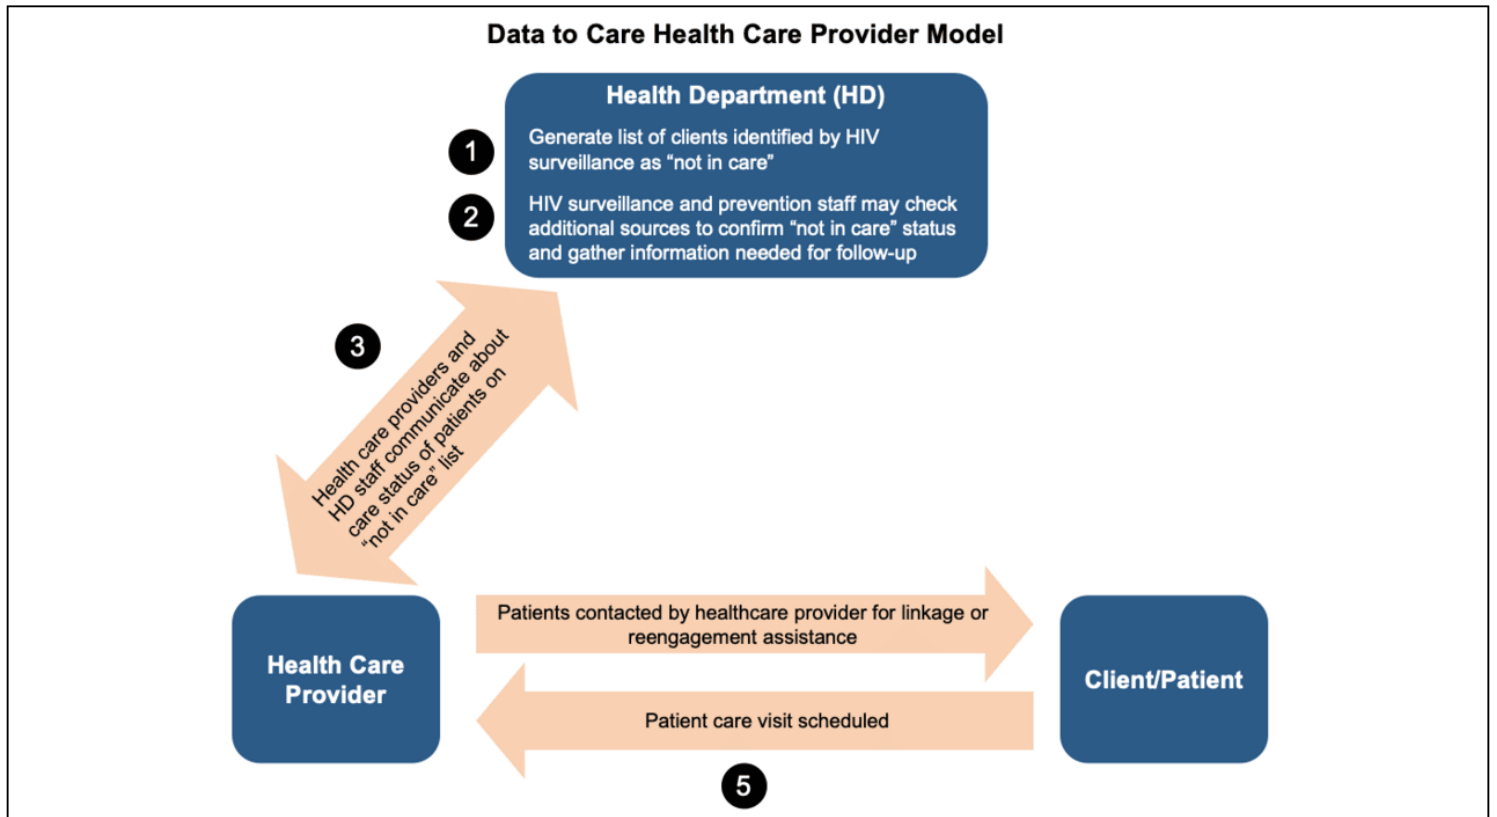 Data to Care Health Care Provider Model
Health Department (HD)
1
Generate list of clients identified by HIV
surveillance as “not in care”
2
HIV surveillance and prevention staff may check
additional sources to confirm “not in care” status
and gather information needed for follow-up
3
Health care providers and
HD staff communicate about
care status of patients on
“not in care” list
Patients contacted by healthcare provider for linkage or
reengagement assistance
Health Care
Provider
Client/Patient
Patient care visit scheduled
5